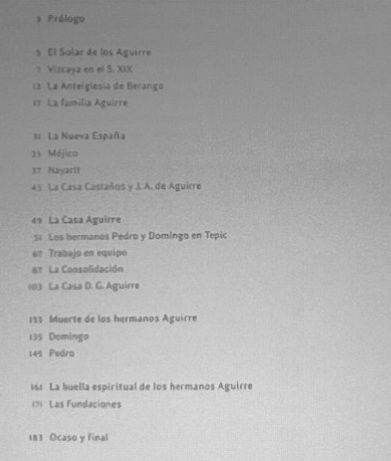 3 Prólogo
5 El Solar de los Aguirre
7 Vizcaya en el S. XIX
13 La Anteiglesia de Berango
17 La familia Aguirre
31 La Nueva España
33 Méjico
37 Nayarit
43 La Casa Castaños y J.A. de Aguirre
49 La Casa Aguirre
51 Los hermanos Pedro y Domingo en Tepic
67 Trabajo en equipo
87 La Consolidación
103 La Casa D. G. Aguirre
133 Muerte de los hermanos Aguirre
135 Domingo
145 Pedro
161 La huella espiritual de los hermanos Aguirre
171 Las Fundaciones
183 Ocaso y Final